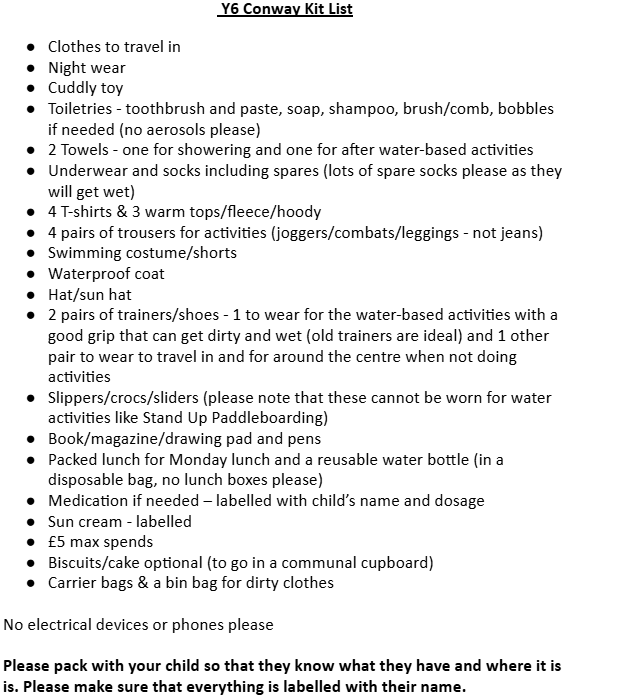 Y6 Conway Kit List
● Clothes to travel in
● Night wear
● Cuddly toy
● Toiletries - toothbrush and paste, soap, shampoo, brush/comb, bobbles
if needed (no aerosols please)
● 2 Towels - one for showering and one for after water-based activities
● Underwear and socks including spares (lots of spare socks please as they
will get wet)
● 4 T-shirts & 3 warm tops/fleece/hoody
● 4 pairs of trousers for activities (joggers/combats/leggings - not jeans)
● Swimming costume/shorts
● Waterproof coat
● Hat/sun hat
● 2 pairs of trainers/shoes - 1 to wear for the water-based activities with a
good grip that can get dirty and wet (old trainers are ideal) and 1 other
pair to wear to travel in and for around the centre when not doing
activities
● Slippers/crocs/sliders (please note that these cannot be worn for water
activities like Stand Up Paddleboarding)
● Book/magazine/drawing pad and pens
● Packed lunch for Monday lunch and a reusable water bottle (in a
disposable bag, no lunch boxes please)
● Medication if needed – labelled with child's name and dosage
● Sun cream - labelled
● £5 max spends
● Biscuits/cake optional (to go in a communal cupboard)
● Carrier bags & a bin bag for dirty clothes
No electrical devices or phones please
Please pack with your child so that they know what they have and where it is
is. Please make sure that everything is labelled with their name.